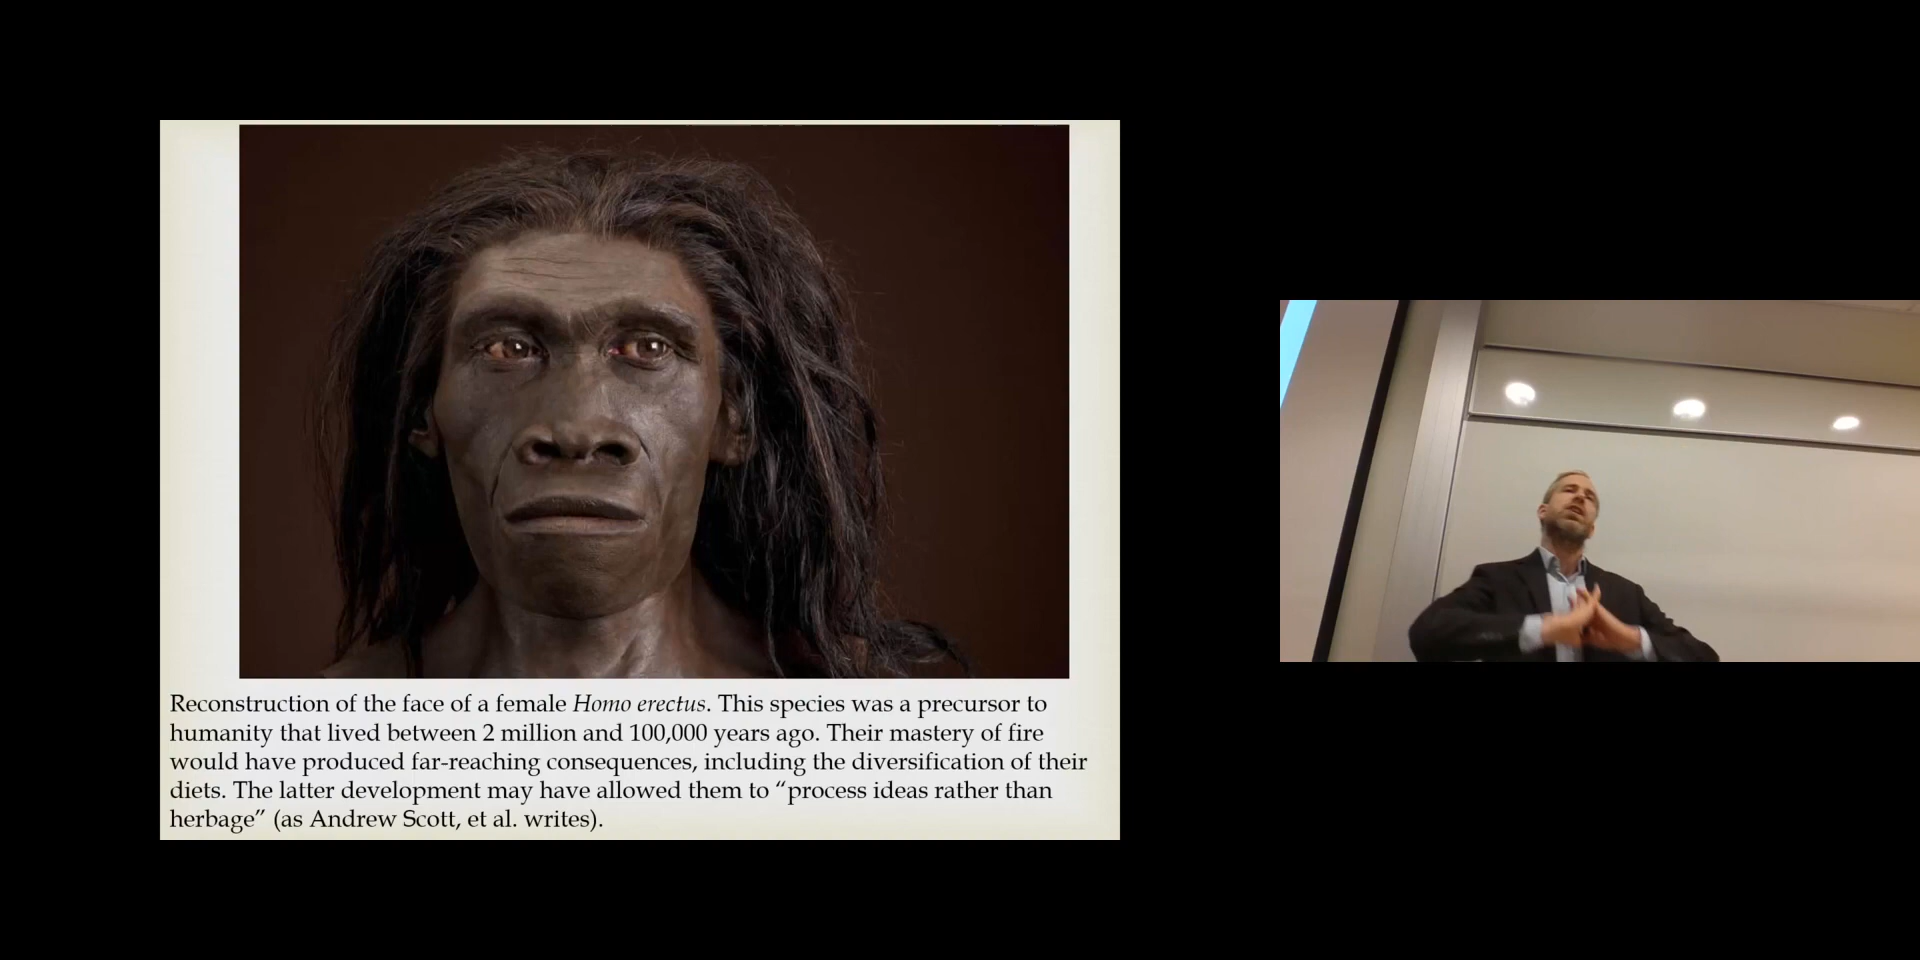 Reconstruction of the face of a female Homo erectus. This species was a precursor to
humanity that lived between 2 million and 100,000 years ago. Their mastery of fire
would have produced far-reaching consequences, including the diversification of their
diets. The latter development may have allowed them to “process ideas rather than
herbage” (as Andrew Scott, et al. writes).